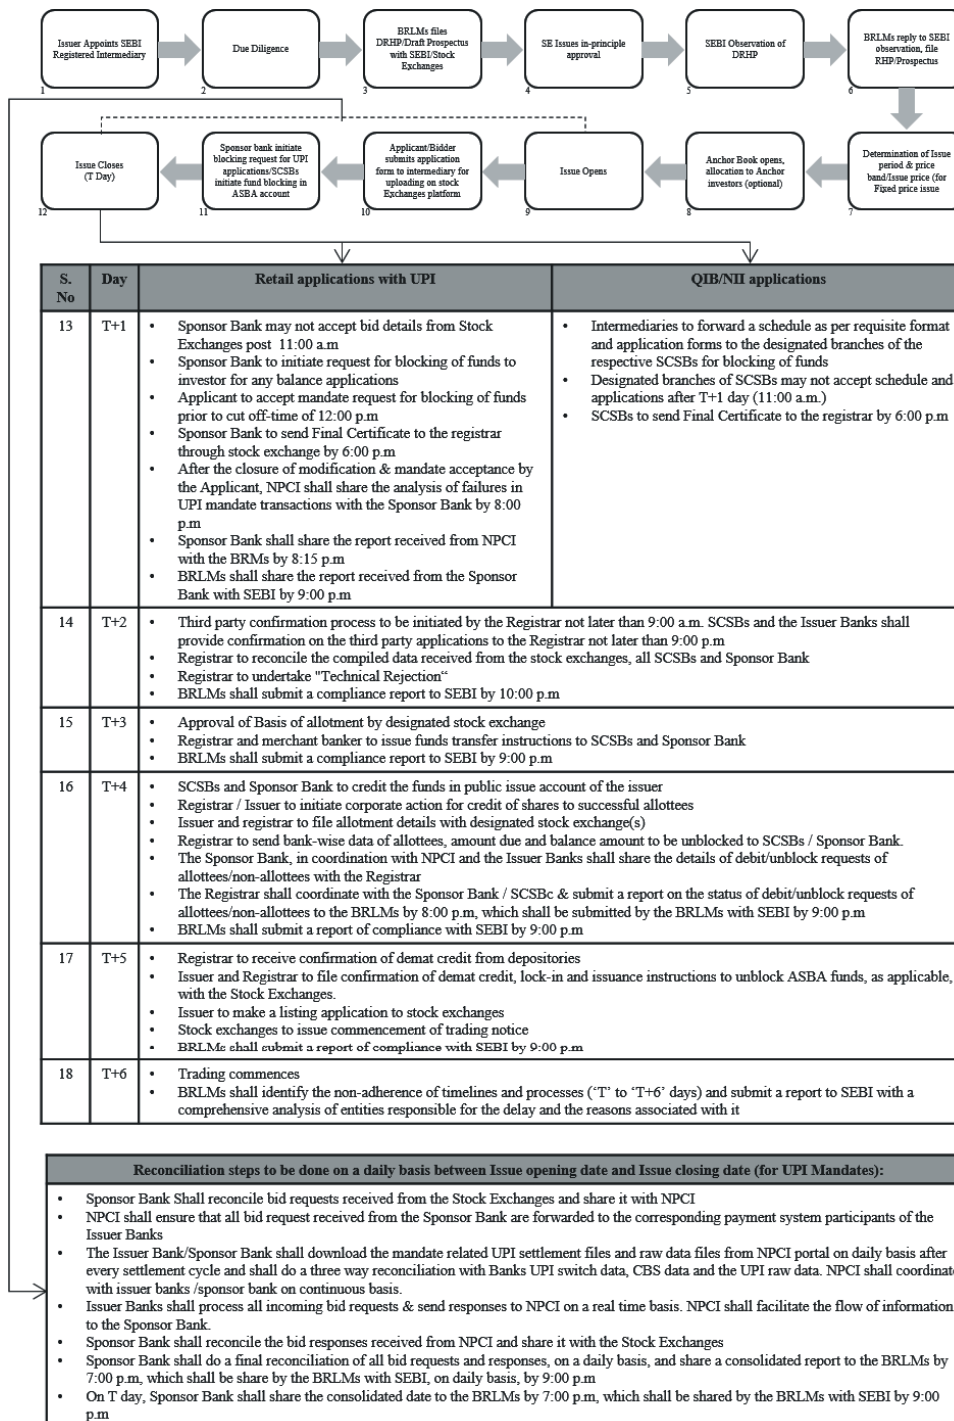 Issuer Appoints SEBI
Registered Intermediary
1
Due Diligence
2
BRLMs files
DRHP/Draft Prospectus
with SEBI/Stock
Exchanges
3
SE Issues in-principle
approval
4
SEBI Observation of
DRHP
5
BRLMs reply to SEBI
observation, file
RHP/Prospectus
6
Determination of Issue
period & price
band/Issue price (for
Fixed price issue
7
Anchor Book opens,
allocation to Anchor
investors (optional)
8
Issue Opens
9
Applicant/Bidder
submits application
form to intermediary for
uploading on stock
Exchanges platform
10
Sponsor bank initiate
blocking request for UPI
applications/SCSBs
initiate fund blocking in
ASBA account
11
Issue Closes
(T Day)
12
S.
No
Day
Retail applications with UPI
QIB/NII applications
13
T+1
• Sponsor Bank may not accept bid details from Stock
Exchanges post 11:00 a.m
• Sponsor Bank to initiate request for blocking of funds to
investor for any balance applications
• Applicant to accept mandate request for blocking of funds
prior to cut off-time of 12:00 p.m
• Sponsor Bank to send Final Certificate to the registrar
through stock exchange by 6:00 p.m
• After the closure of modification & mandate acceptance by
the Applicant, NPCI shall share the analysis of failures in
UPI mandate transactions with the Sponsor Bank by 8:00
p.m
• Sponsor Bank shall share the report received from NPCI
with the BRMs by 8:15 p.m
• BRLMs shall share the report received from the Sponsor
Bank with SEBI by 9:00 p.m
• Intermediaries to forward a schedule as per requisite format
and application forms to the designated branches of the
respective SCSBs for blocking of funds
• Designated branches of SCSBs may not accept schedule and
applications after T+1 day (11:00 a.m.)
• SCSBs to send Final Certificate to the registrar by 6:00 p.m
14
T+2
• Third party confirmation process to be initiated by the Registrar not later than 9:00 a.m. SCSBs and the Issuer Banks shall
provide confirmation on the third party applications to the Registrar not later than 9:00 p.m
• Registrar to reconcile the compiled data received from the stock exchanges, all SCSBs and Sponsor Bank
• Registrar to undertake "Technical Rejection“
• BRLMs shall submit a compliance report to SEBI by 10:00 p.m
15
T+3
• Approval of Basis of allotment by designated stock exchange
• Registrar and merchant banker to issue funds transfer instructions to SCSBs and Sponsor Bank
• BRLMs shall submit a compliance report to SEBI by 9:00 p.m
16
T+4
• SCSBs and Sponsor Bank to credit the funds in public issue account of the issuer
• Registrar / Issuer to initiate corporate action for credit of shares to successful allottees
• Issuer and registrar to file allotment details with designated stock exchange(s)
• Registrar to send bank-wise data of allottees, amount due and balance amount to be unblocked to SCSBs / Sponsor Bank.
• The Sponsor Bank, in coordination with NPCI and the Issuer Banks shall share the details of debit/unblock requests of
allottees/non-allottees with the Registrar
• The Registrar shall coordinate with the Sponsor Bank / SCSBc & submit a report on the status of debit/unblock requests of
allottees/non-allottees to the BRLMs by 8:00 p.m, which shall be submitted by the BRLMs with SEBI by 9:00 p.m
• BRLMs shall submit a report of compliance with SEBI by 9:00 p.m
17
T+5
• Registrar to receive confirmation of demat credit from depositories
• Issuer and Registrar to file confirmation of demat credit, lock-in and issuance instructions to unblock ASBA funds, as applicable,
with the Stock Exchanges.
• Issuer to make a listing application to stock exchanges
• Stock exchanges to issue commencement of trading notice
• BRLMs shall submit a report of compliance with SEBI by 9:00 p.m
18
T+6
• Trading commences
• BRLMs shall identify the non-adherence of timelines and processes (‘T’ to ‘T+6’ days) and submit a report to SEBI with a
comprehensive analysis of entities responsible for the delay and the reasons associated with it
Reconciliation steps to be done on a daily basis between Issue opening date and Issue closing date (for UPI Mandates):
• Sponsor Bank Shall reconcile bid requests received from the Stock Exchanges and share it with NPCI
• NPCI shall ensure that all bid request received from the Sponsor Bank are forwarded to the corresponding payment system participants of the
Issuer Banks
• The Issuer Bank/Sponsor Bank shall download the mandate related UPI settlement files and raw data files from NPCI portal on daily basis after
every settlement cycle and shall do a three way reconciliation with Banks UPI switch data, CBS data and the UPI raw data. NPCI shall coordinate
with issuer banks /sponsor bank on continuous basis.
• Issuer Banks shall process all incoming bid requests & send responses to NPCI on a real time basis. NPCI shall facilitate the flow of information
to the Sponsor Bank.
• Sponsor Bank shall reconcile the bid responses received from NPCI and share it with the Stock Exchanges
• Sponsor Bank shall do a final reconciliation of all bid requests and responses, on a daily basis, and share a consolidated report to the BRLMs by
7:00 p.m, which shall be share by the BRLMs with SEBI, on daily basis, by 9:00 p.m
• On T day, Sponsor Bank shall share the consolidated date to the BRLMs by 7:00 p.m, which shall be shared by the BRLMs with SEBI by 9:00
p.m